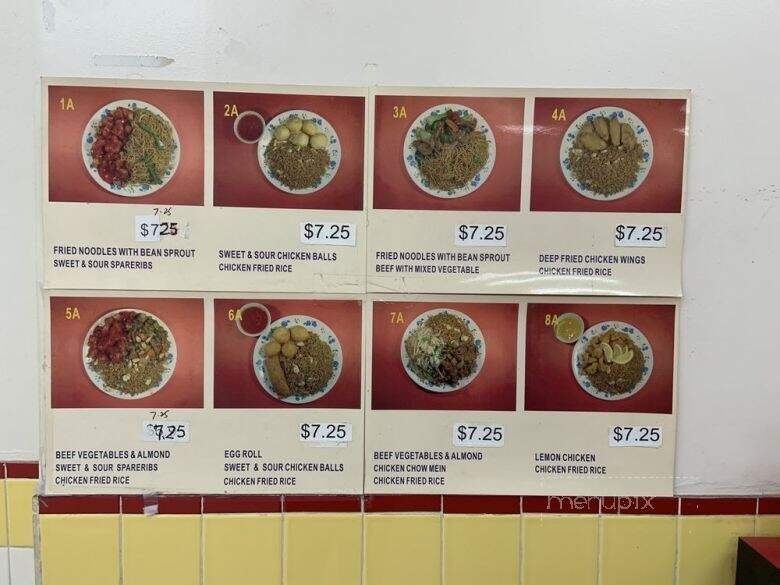 1A
7.25
$725
FRIED NOODLES WITH BEAN SPROUT
SWEET & SOUR SPARERIBS
2A
$7.25
SWEET & SOUR CHICKEN BALLS
CHICKEN FRIED RICE
3A
$7.25
FRIED NOODLES WITH BEAN SPROUT
BEEF WITH MIXED VEGETABLE
4A
$7.25
DEEP FRIED CHICKEN WINGS
CHICKEN FRIED RICE
5A
7.25
BEEF VEGETABLES & ALMOND
SWEET & SOUR SPARERIBS
CHICKEN FRIED RICE
6A
$7.25
EGG ROLL
SWEET & SOUR CHICKEN BALLS
CHICKEN FRIED RICE
7A
$7.25
BEEF VEGETABLES & ALMOND
CHICKEN CHOW MEIN
CHICKEN FRIED RICE
8A
$7.25
LEMON CHICKEN
CHICKEN FRIED RICE
menupix